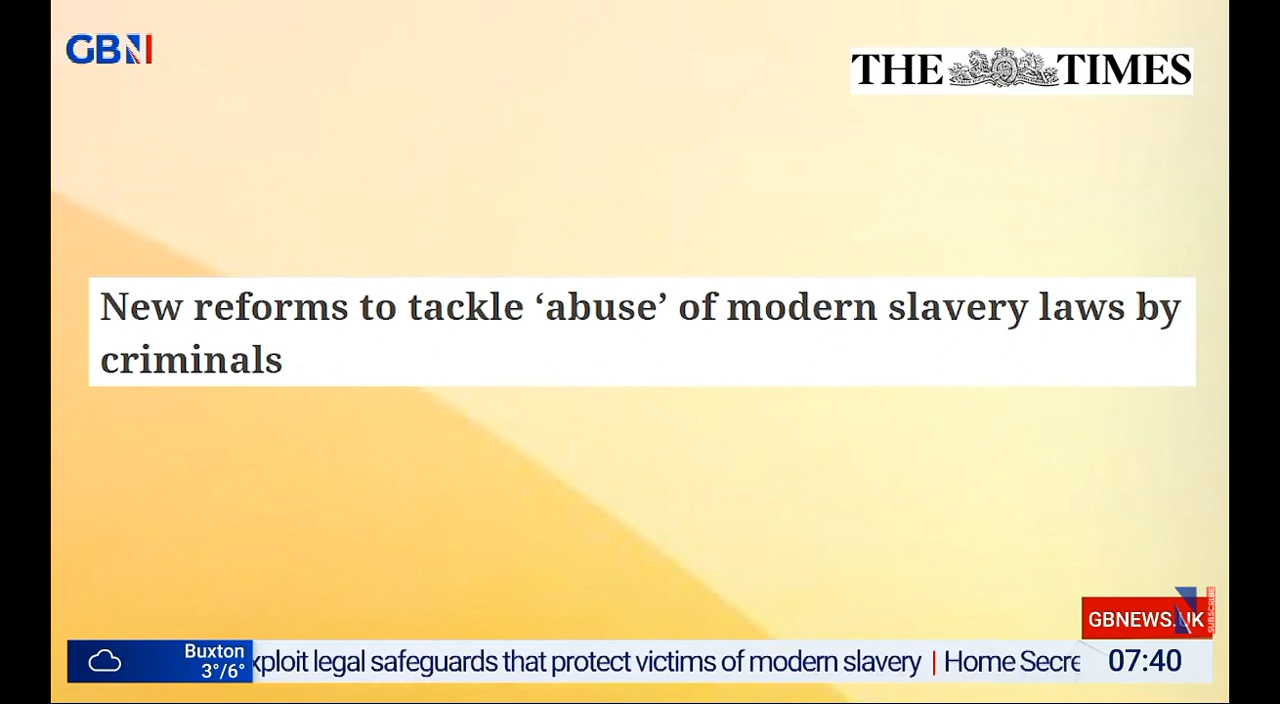 GBN
THE TIMES
New reforms to tackle ‘abuse’ of modern slavery laws by
criminals
GBNEWS.UK
SUBSCRIBE
Buxton
3°/6°
xploit legal safeguards that protect victims of modern slavery | Home Secre
07:40